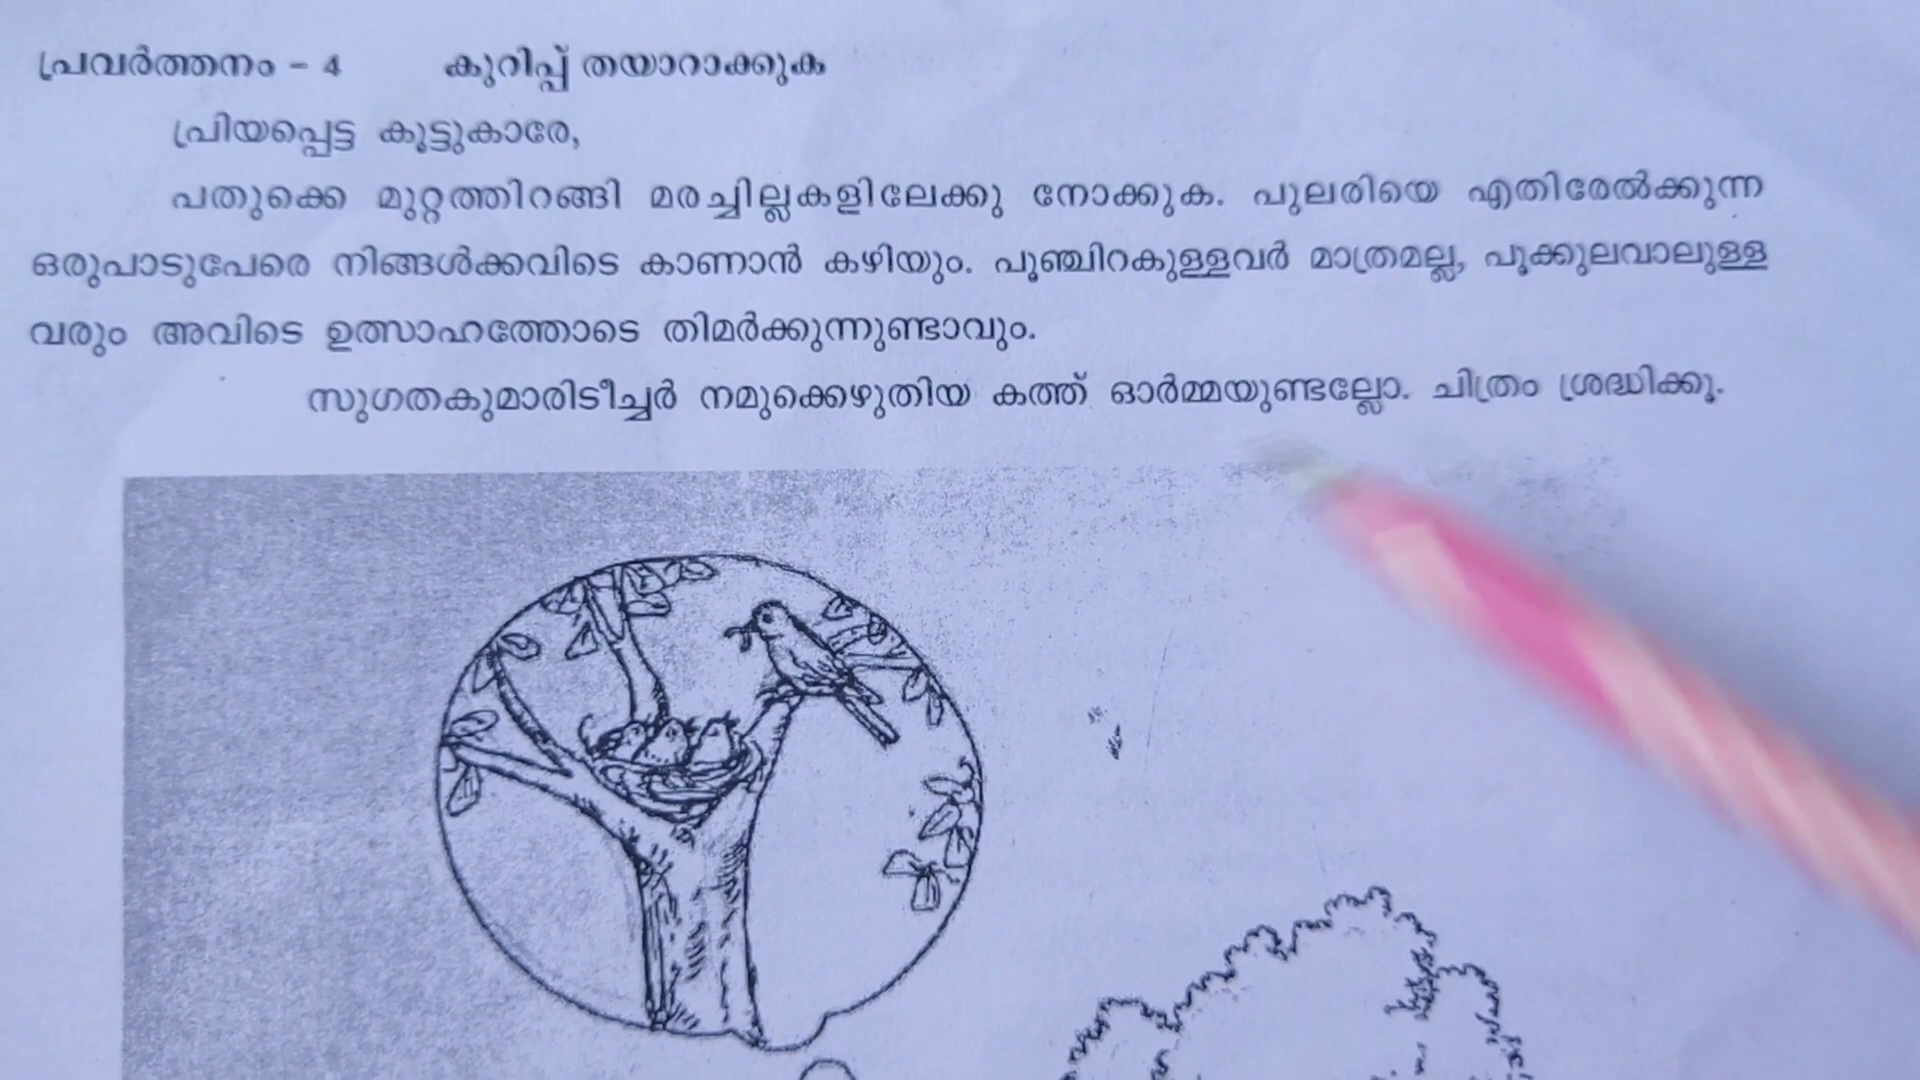 പ്രവർത്തനം - 4 കുറിപ്പ് തയാറാക്കുക
പ്രിയപ്പെട്ട കൂട്ടുകാരേ,
പതുക്കെ മുറ്റത്തിറങ്ങി മരച്ചില്ലകളിലേക്കു നോക്കുക. പുലരിയെ എതിരേൽക്കുന്ന
ഒരുപാടുപേരെ നിങ്ങൾക്കവിടെ കാണാൻ കഴിയും. പൂഞ്ചിറകുള്ളവർ മാത്രമല്ല, പൂക്കുലവാലുള്ള
വരും അവിടെ ഉത്സാഹത്തോടെ തിമർക്കുന്നുണ്ടാവും.
സുഗതകുമാരിടീച്ചർ നമുക്കെഴുതിയ കത്ത് ഓർമ്മയുണ്ടല്ലോ. ചിത്രം ശ്രദ്ധിക്കൂ.